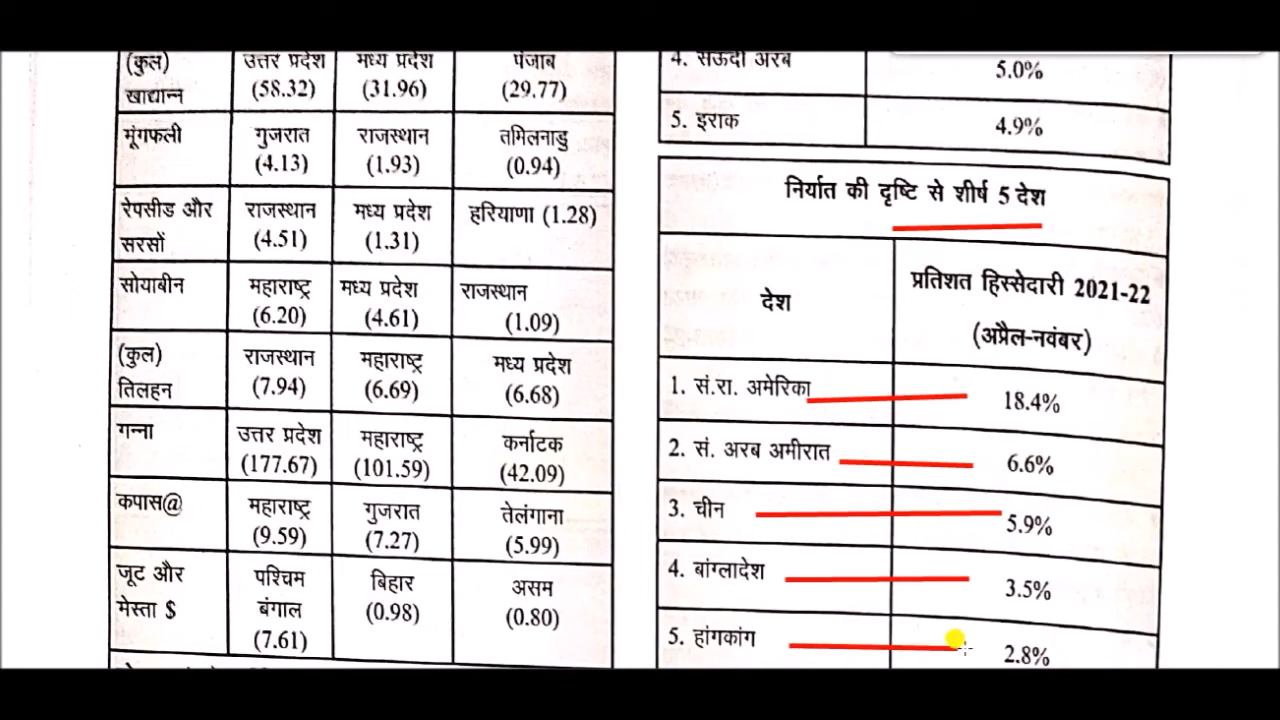 (कुल)
खाद्यान्न
उत्तर प्रदेश
(58.32)
मध्य प्रदेश
(31.96)
पंजाब
(29.77)
मूंगफली
गुजरात
(4.13)
राजस्थान
(1.93)
तमिलनाडु
(0.94)
रेपसीड और
सरसों
राजस्थान
(4.51)
मध्य प्रदेश
(1.31)
हरियाणा (1.28)
सोयाबीन
महाराष्ट्र
(6.20)
मध्य प्रदेश
(4.61)
राजस्थान
(1.09)
(कुल)
तिलहन
राजस्थान
(7.94)
महाराष्ट्र
(6.69)
मध्य प्रदेश
(6.68)
गन्ना
उत्तर प्रदेश
(177.67)
महाराष्ट्र
(101.59)
कर्नाटक
(42.09)
कपास@
महाराष्ट्र
(9.59)
गुजरात
(7.27)
तेलंगाना
(5.99)
जूट और
मेस्ता $
पश्चिम
बंगाल
(7.61)
बिहार
(0.98)
असम
(0.80)
4. सऊदी अरब
5.0%
5. इराक
4.9%
निर्यात की दृष्टि से शीर्ष 5 देश
देश
प्रतिशत हिस्सेदारी 2021-22
(अप्रैल-नवंबर)
1. सं.रा. अमेरिका
18.4%
2. सं. अरब अमीरात
6.6%
3. चीन
5.9%
4. बांग्लादेश
3.5%
5. हांगकांग
2.8%